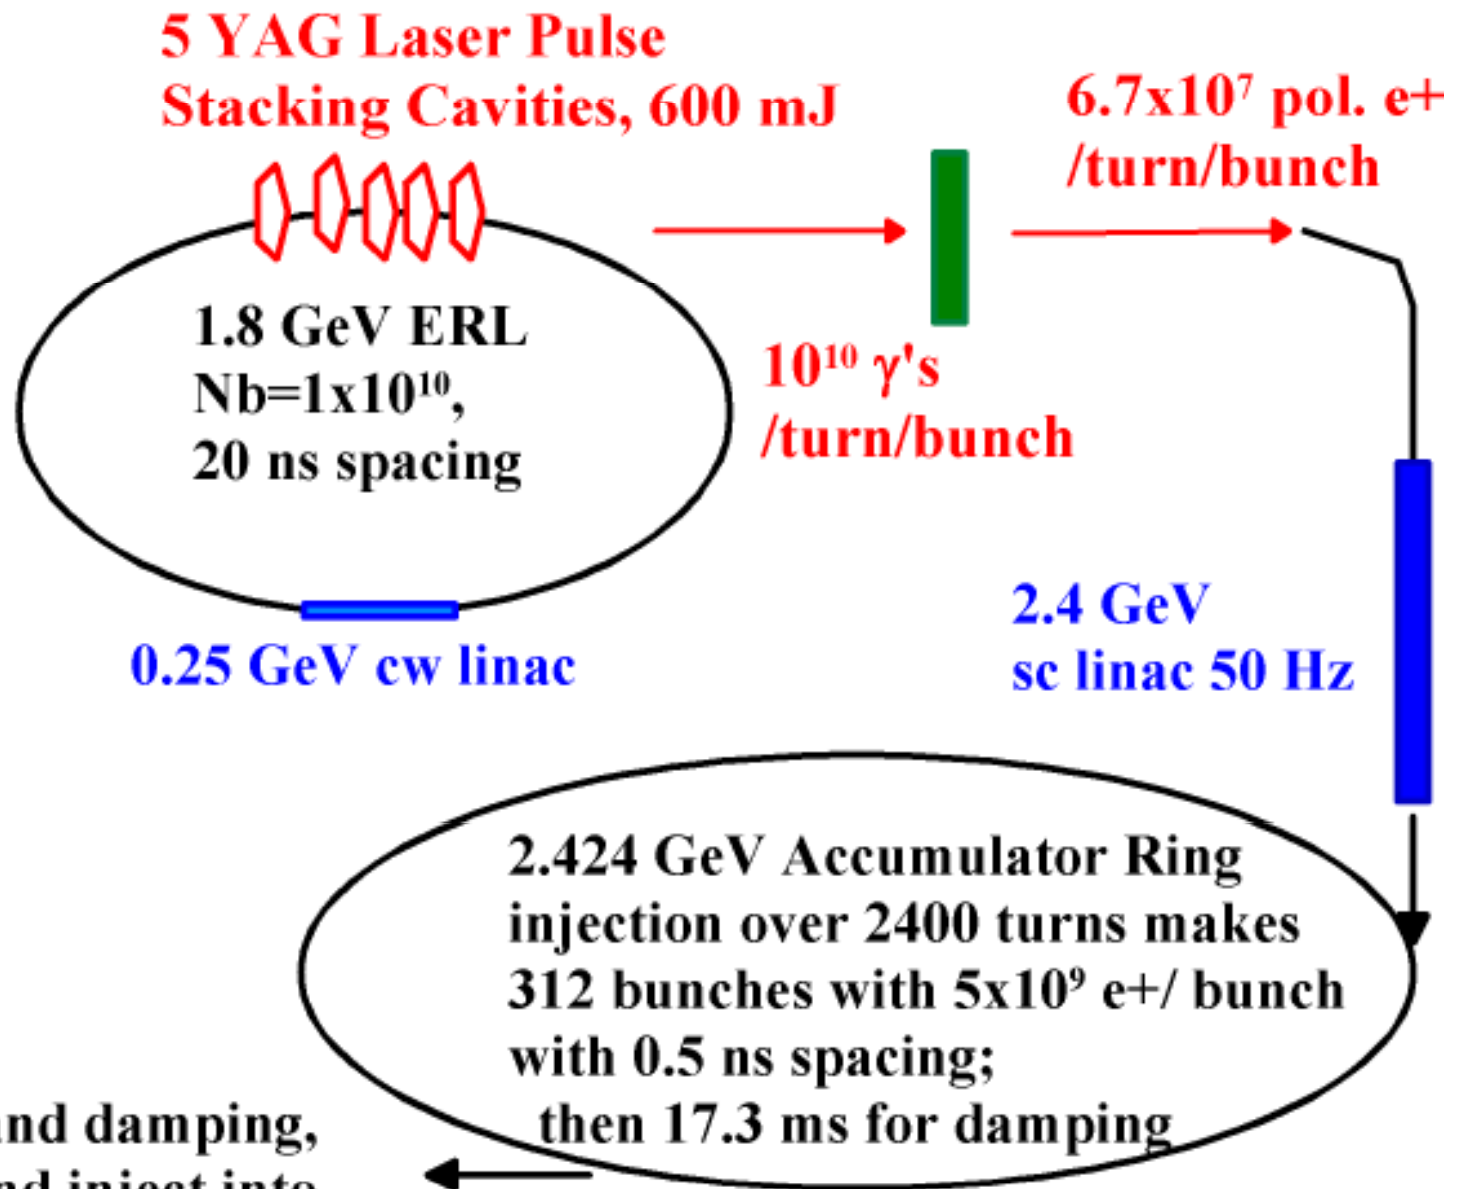 5 YAG Laser Pulse
Stacking Cavities, 600 mJ
6.7x10⁷ pol. e+
/turn/bunch
1.8 GeV ERL
Nb=1x10¹⁰,
20 ns spacing
10¹⁰ γ's
/turn/bunch
0.25 GeV cw linac
2.4 GeV
sc linac 50 Hz
2.424 GeV Accumulator Ring
injection over 2400 turns makes
312 bunches with 5x10⁹ e+/ bunch
with 0.5 ns spacing;
then 17.3 ms for damping
and damping,
inject into